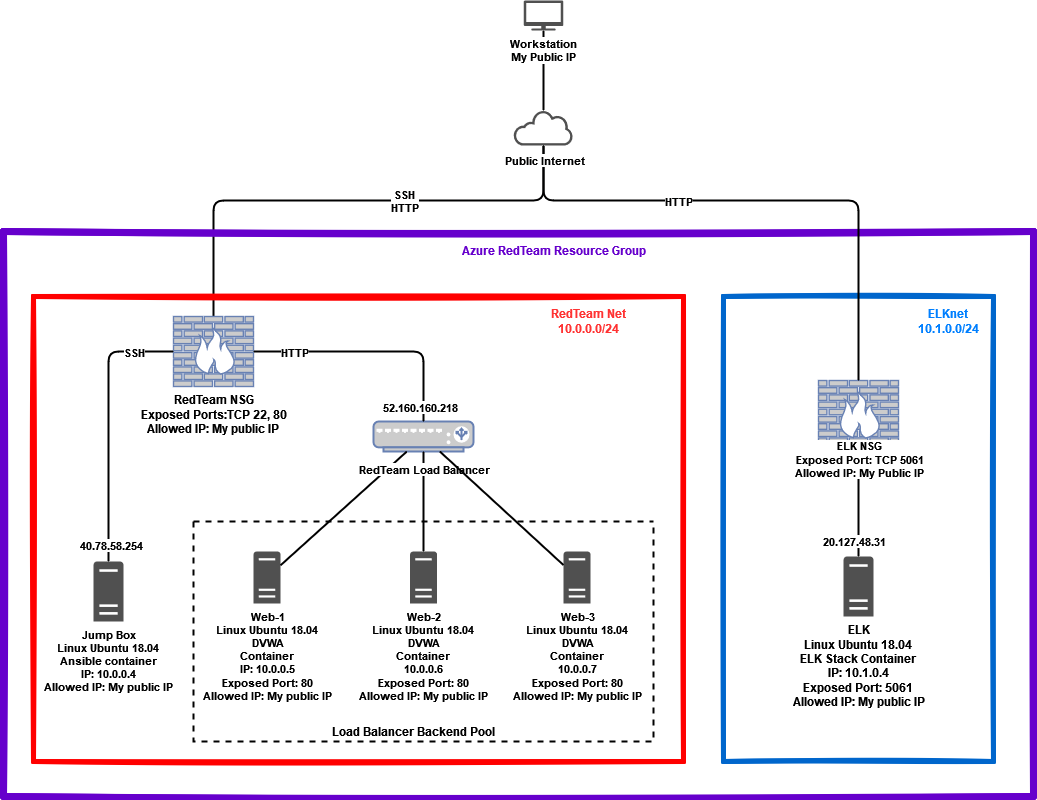 Workstation
My Public IP
Public Internet
SSH
HTTP
HTTP
Azure RedTeam Resource Group
RedTeam Net
10.0.0.0/24
ELKnet
10.1.0.0/24
SSH
HTTP
RedTeam NSG
Exposed Ports:TCP 22, 80
Allowed IP: My public IP
52.160.160.218
RedTeam Load Balancer
ELK NSG
Exposed Port: TCP 5061
Allowed IP: My Public IP
40.78.58.254
Jump Box
Linux Ubuntu 18.04
Ansible container
IP: 10.0.0.4
Allowed IP: My public IP
Web-1
Linux Ubuntu 18.04
DVWA
Container
IP: 10.0.0.5
Exposed Port: 80
Allowed IP: My public IP
Web-2
Linux Ubuntu 18.04
DVWA
Container
10.0.0.6
Exposed Port: 80
Allowed IP: My public IP
Web-3
Linux Ubuntu 18.04
DVWA
Container
10.0.0.7
Exposed Port: 80
Allowed IP: My public IP
Load Balancer Backend Pool
20.127.48.31
ELK
Linux Ubuntu 18.04
ELK Stack Container
IP: 10.1.0.4
Exposed Port: 5061
Allowed IP: My public IP